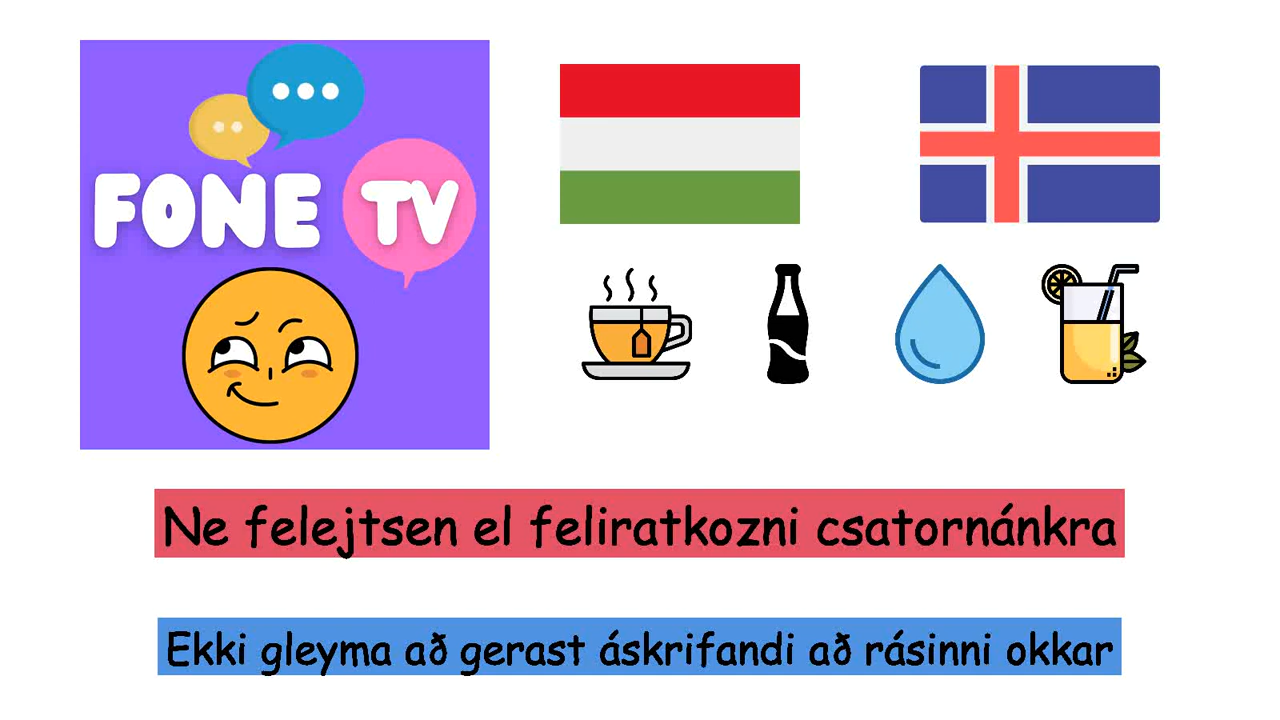 FONE TV
Ne felejtsen el feliratkozni csatornánkra
Ekki gleyma að gerast áskrifandi að rásinni okkar